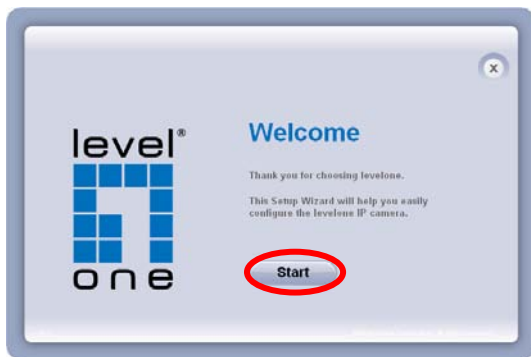 x
level®
one
Welcome
Thank you for choosing levelone.
This Setup Wizard will help you easily
configure the levelone IP camera.
Start